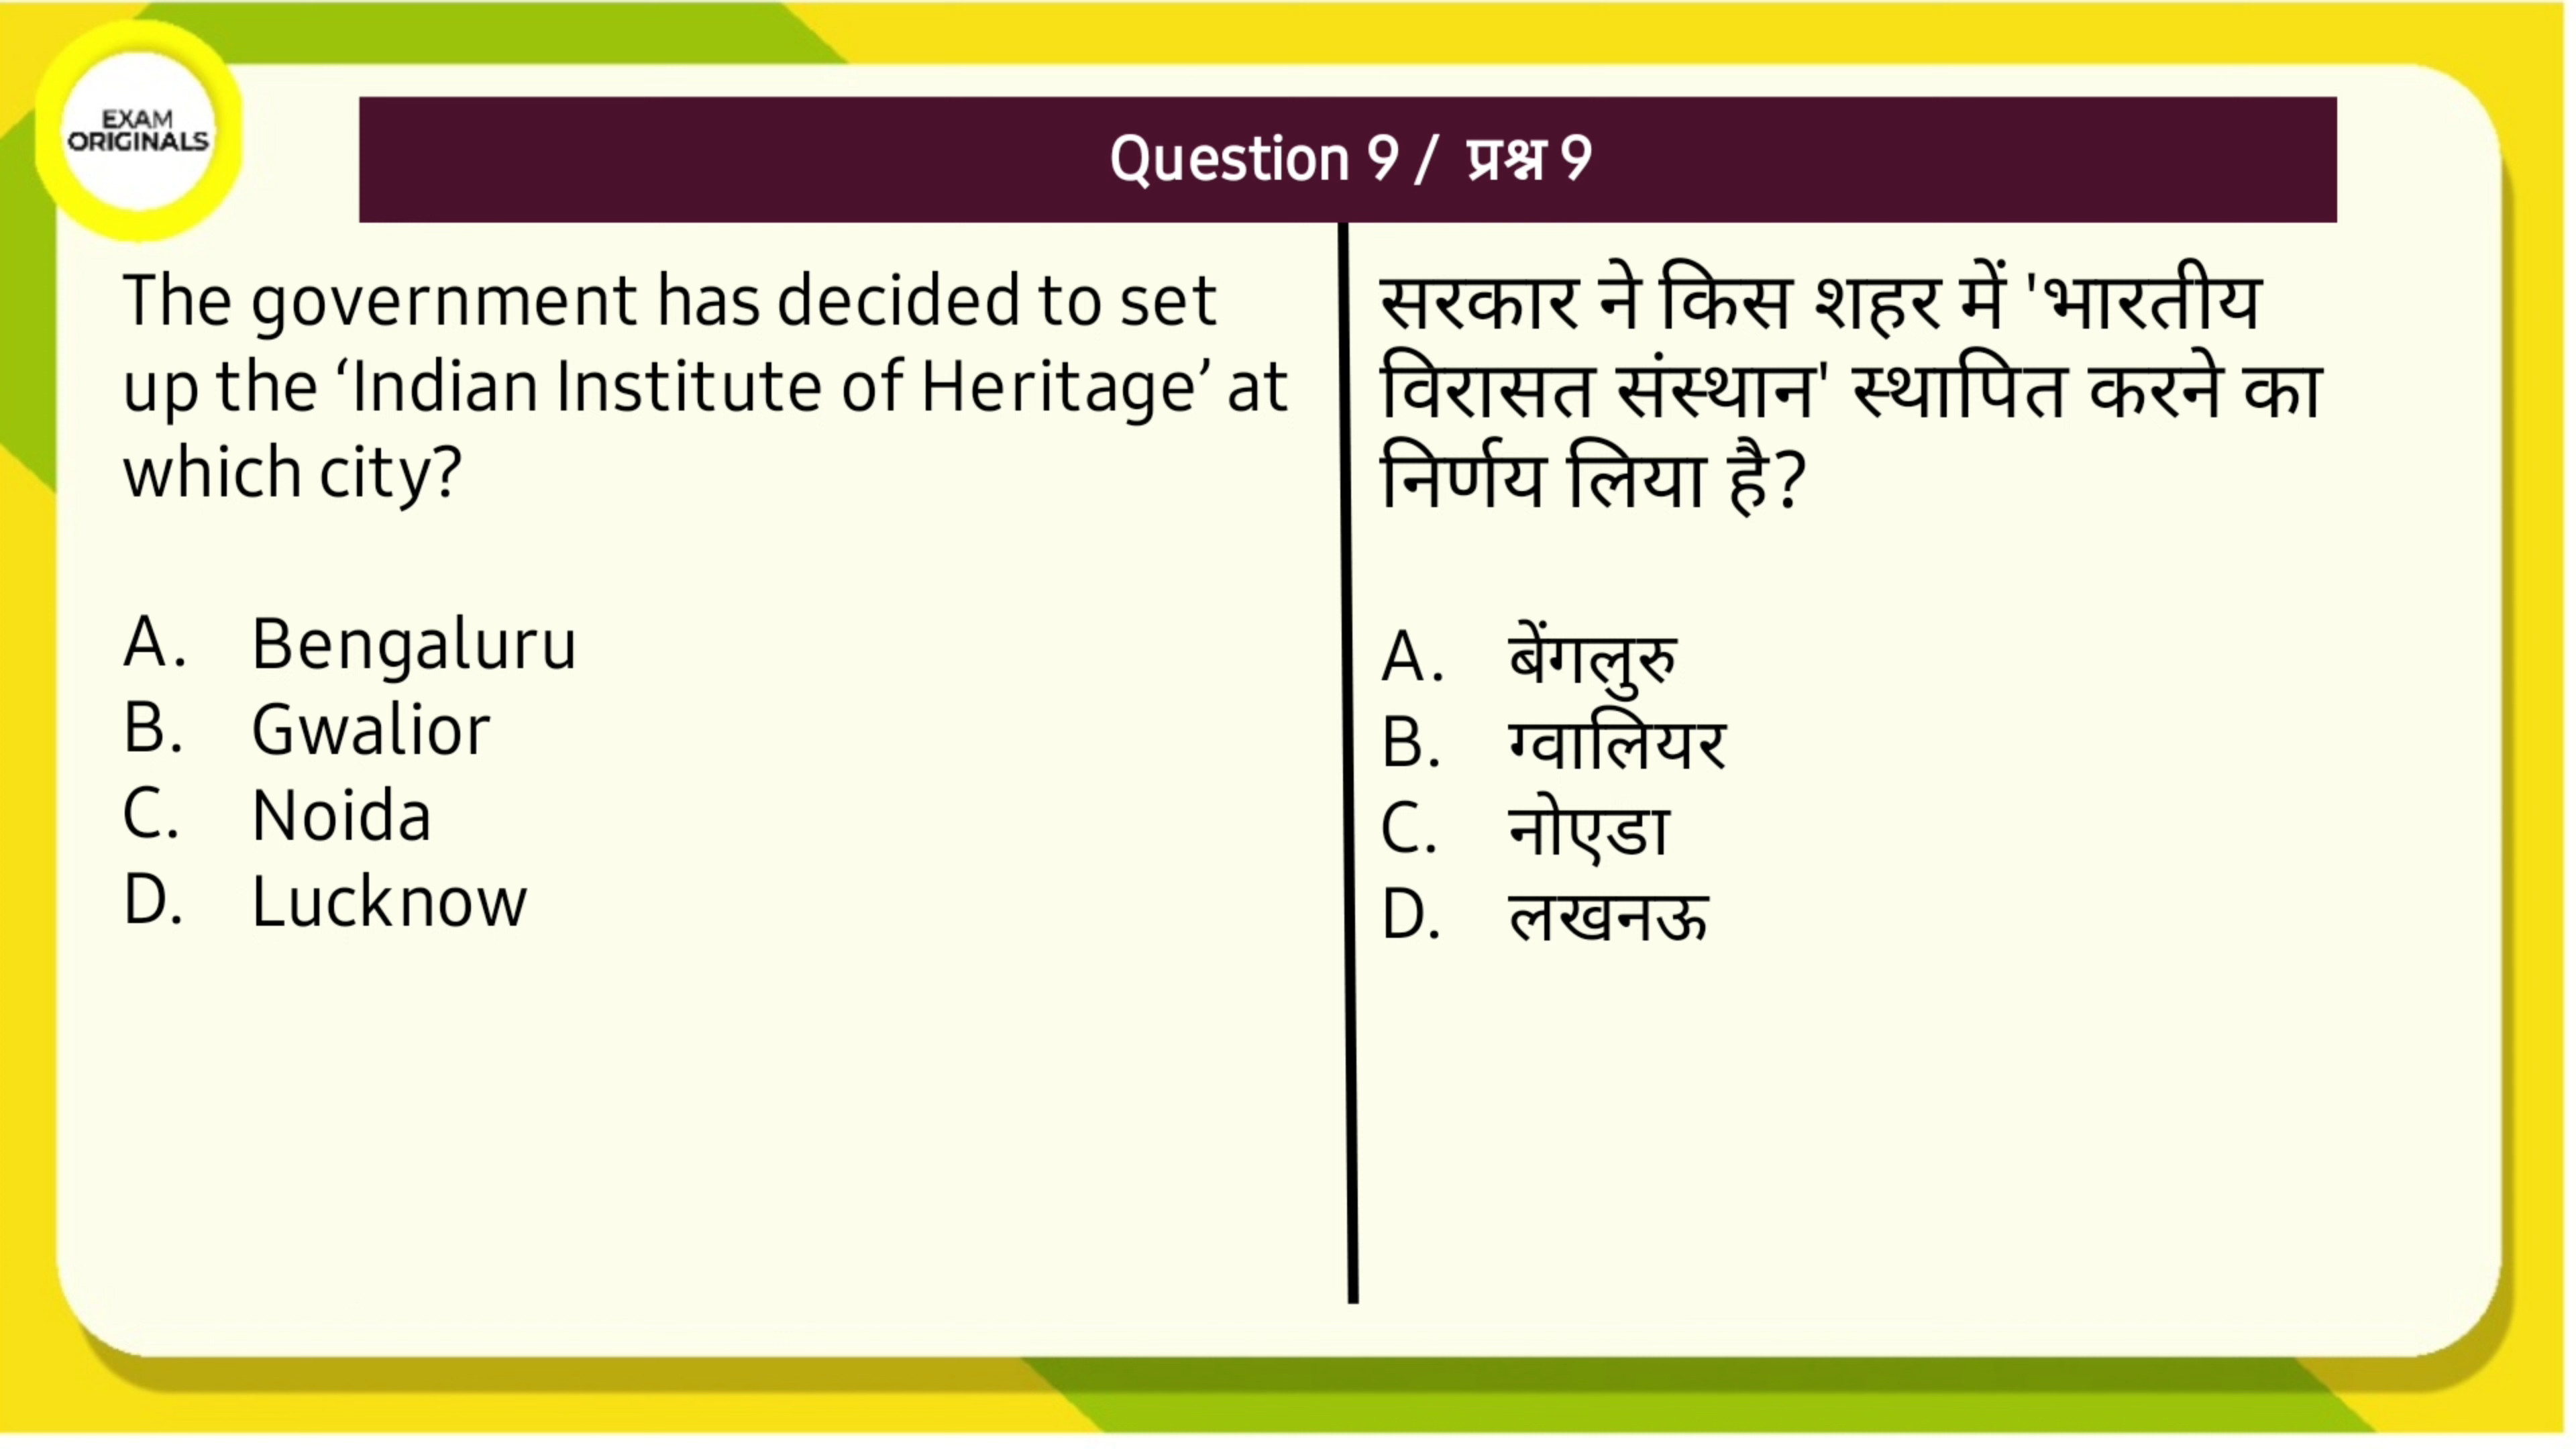 EXAM
ORIGINALS
Question 9 / प्रश्न 9
The government has decided to set
up the ‘Indian Institute of Heritage’ at
which city?
A. Bengaluru
B. Gwalior
C. Noida
D. Lucknow
सरकार ने किस शहर में 'भारतीय
विरासत संस्थान' स्थापित करने का
निर्णय लिया है?
A. बेंगलुरु
B. ग्वालियर
C. नोएडा
D. लखनऊ